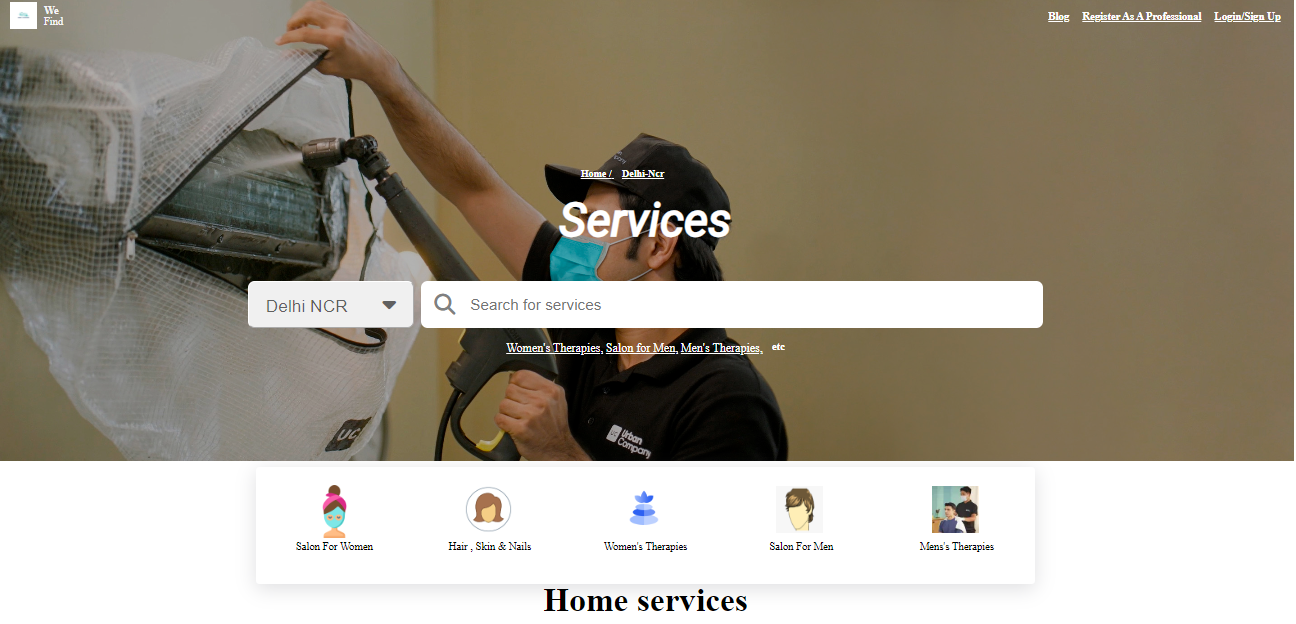 We
Find
Blog Register As A Professional Login/Sign Up
Company
Home / Delhi-Ncr
Services
Delhi NCR Search for services
Women's Therapies, Salon for Men, Men's Therapies, etc
UC
UC Urban
Company
Salon For Women Hair , Skin & Nails Women's Therapies Salon For Men Mens's Therapies
Home services